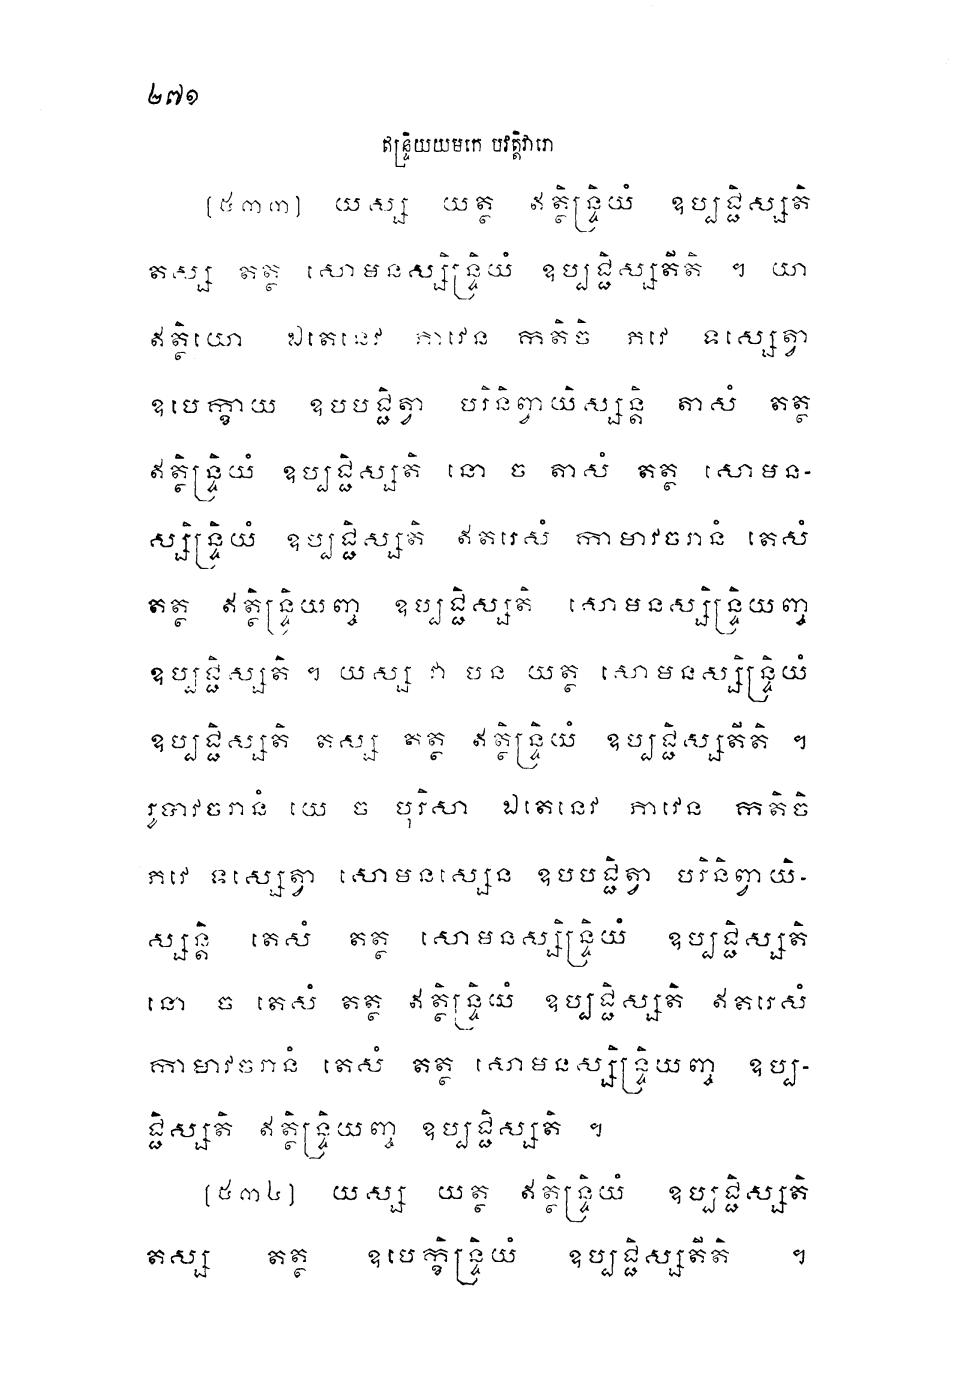 ២៧១
ឥន្ទ្រិយយមកេ បវត្តិវារោ
[៥៣៣] យស្ស យត្ថ ឥត្ថិន្ទ្រិយំ ឧប្បជ្ជិស្សតិ
តស្ស តត្ថ សោមនស្សិន្ទ្រិយំ ឧប្បជ្ជិស្សតីតិ ។ យា
ឥត្ថិយោ ឯតេនេវ ភាវេន កតិចិ ភវេ ទស្សេត្វា
ឧបេក្ខាយ ឧបបជ្ជិត្វា បរិនិព្វាយិស្សន្តិ តាសំ តត្ថ
ឥត្ថិន្ទ្រិយំ ឧប្បជ្ជិស្សតិ នោ ច តាសំ តត្ថ សោមន-
ស្សិន្ទ្រិយំ ឧប្បជ្ជិស្សតិ ឥតរេសំ កាមាវចរានំ តេសំ
តត្ថ ឥត្ថិន្ទ្រិយញ្ច ឧប្បជ្ជិស្សតិ សោមនស្សិន្ទ្រិយញ្ច
ឧប្បជ្ជិស្សតិ ។ យស្ស វា បន យត្ថ សោមនស្សិន្ទ្រិយំ
ឧប្បជ្ជិស្សតិ តស្ស តត្ថ ឥត្ថិន្ទ្រិយំ ឧប្បជ្ជិស្សតីតិ ។
រូបាវចរានំ យេ ច បុរិសា ឯតេនេវ ភាវេន កតិចិ
ភវេ ទស្សេត្វា សោមនស្សេន ឧបបជ្ជិត្វា បរិនិព្វាយិ-
ស្សន្តិ តេសំ តត្ថ សោមនស្សិន្ទ្រិយំ ឧប្បជ្ជិស្សតិ
នោ ច តេសំ តត្ថ ឥត្ថិន្ទ្រិយំ ឧប្បជ្ជិស្សតិ ឥតរេសំ
កាមាវចរានំ តេសំ តត្ថ សោមនស្សិន្ទ្រិយញ្ច ឧប្ប-
ជ្ជិស្សតិ ឥត្ថិន្ទ្រិយញ្ច ឧប្បជ្ជិស្សតិ ។
[៥៣៤] យស្ស យត្ថ ឥត្ថិន្ទ្រិយំ ឧប្បជ្ជិស្សតិ
តស្ស តត្ថ ឧបេក្ខិន្ទ្រិយំ ឧប្បជ្ជិស្សតីតិ ។